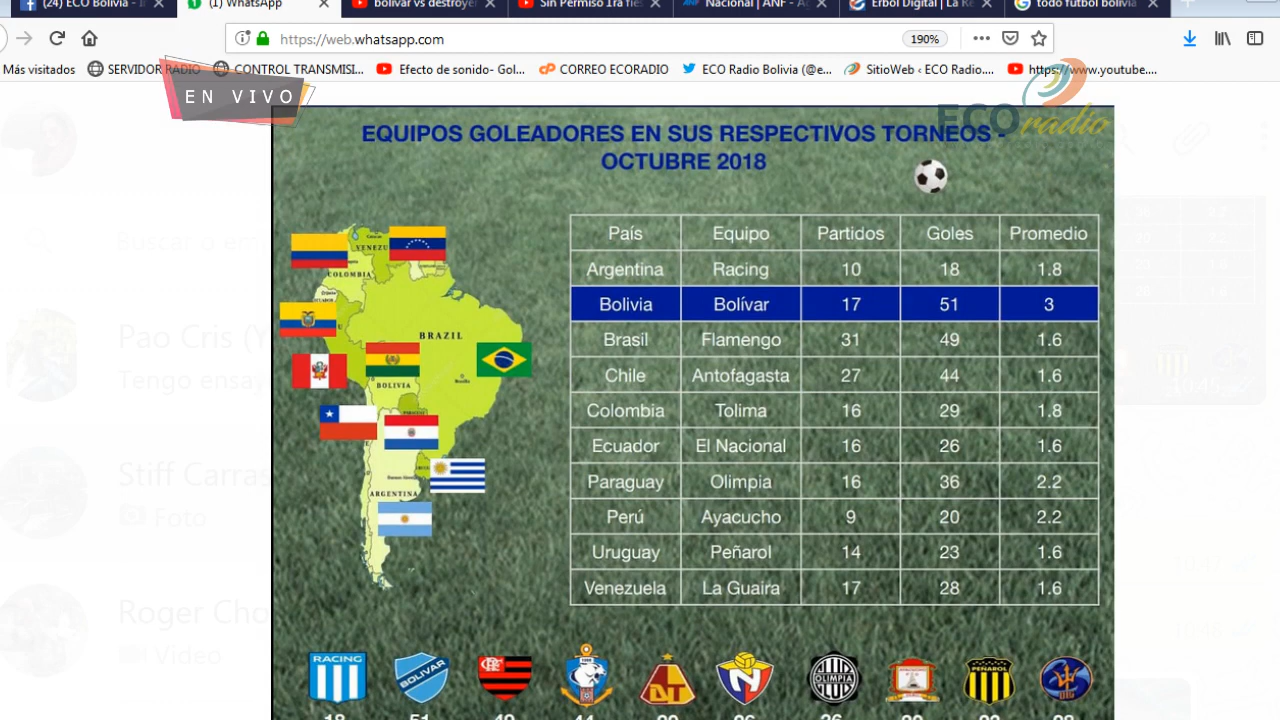 (24) ECO Bolivia - In
(1) WhatsApp
bolivar vs destroye
Sin Permiso Ira fies
Nacional | ANF - Ag
Erbol Digital | La Re
todo futbol bolivia
https://web.whatsapp.com
190%
Más visitados
SERVIDOR RADIO
CONTROL TRANSMISI...
Efecto de sonido- Gol...
CORREO ECORADIO
ECO Radio Bolivia (@e...
SitioWeb ‹ ECO Radio....
https://www.youtube....
EN VIVO
ECO radio
EQUIPOS GOLEADORES EN SUS RESPECTIVOS TORNEOS -
OCTUBRE 2018
País Equipo Partidos Goles Promedio
Argentina Racing 10 18 1.8
Bolivia Bolívar 17 51 3
Brasil Flamengo 31 49 1.6
Chile Antofagasta 27 44 1.6
Colombia Tolima 16 29 1.8
Ecuador El Nacional 16 26 1.6
Paraguay Olimpia 16 36 2.2
Perú Ayacucho 9 20 2.2
Uruguay Peñarol 14 23 1.6
Venezuela La Guaira 17 28 1.6
COLOMBIA
BRAZIL
BOLIVIA
ARGENTINA
Buscar o em
Pao Cris (Y
Tengo ensay
Stiff Carras
Foto
Roger Cho
Video
RACING
BOLIVAR
OLIMPIA
PEÑAROL